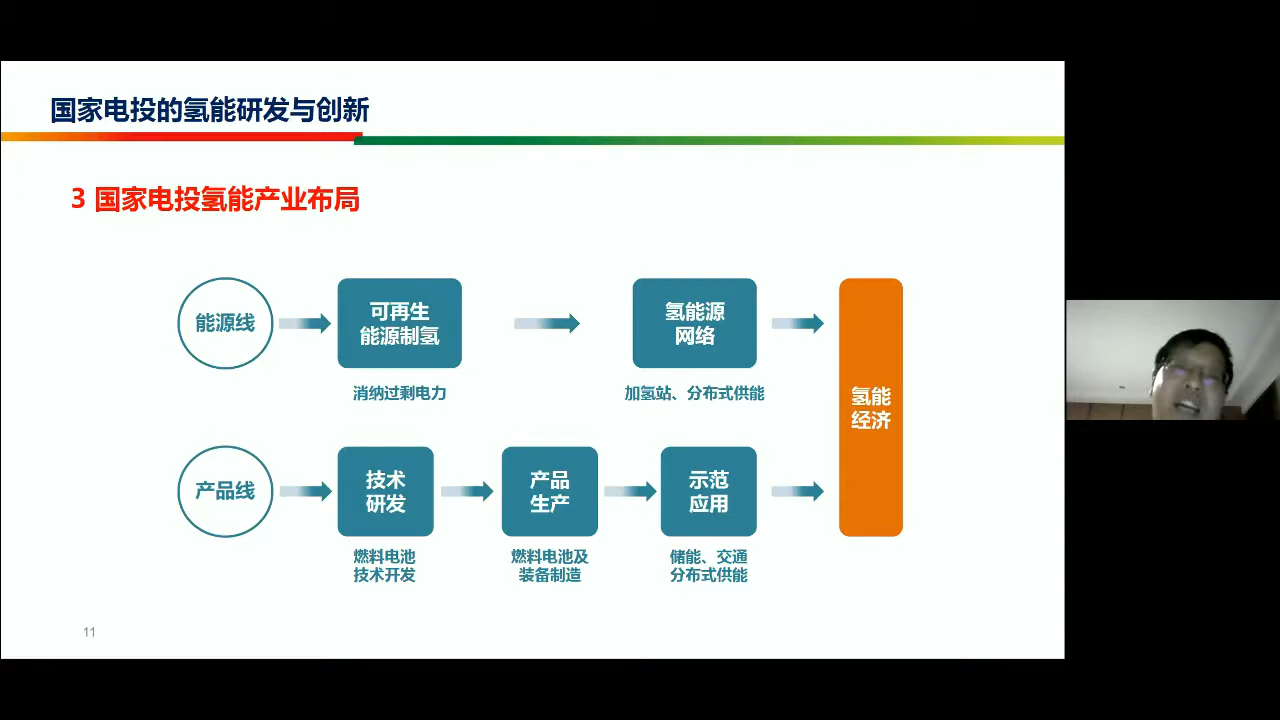 国家电投的氢能研发与创新
3 国家电投氢能产业布局
能源线
可再生
能源制氢
消纳过剩电力
氢能源
网络
加氢站、分布式供能
氢能
经济
产品线
技术
研发
燃料电池
技术开发
产品
生产
燃料电池及
装备制造
示范
应用
储能、交通
分布式供能
11